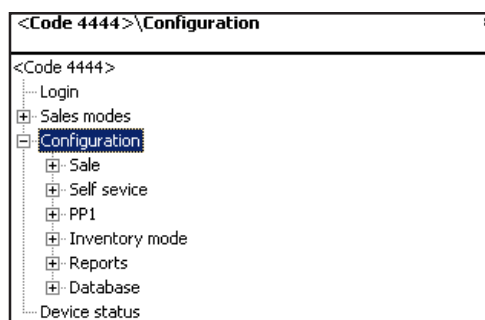 <Code 4444>\Configuration
<Code 4444>
Login
Sales modes
Configuration
Sale
Self sevice
PP1
Inventory mode
Reports
Database
Device status